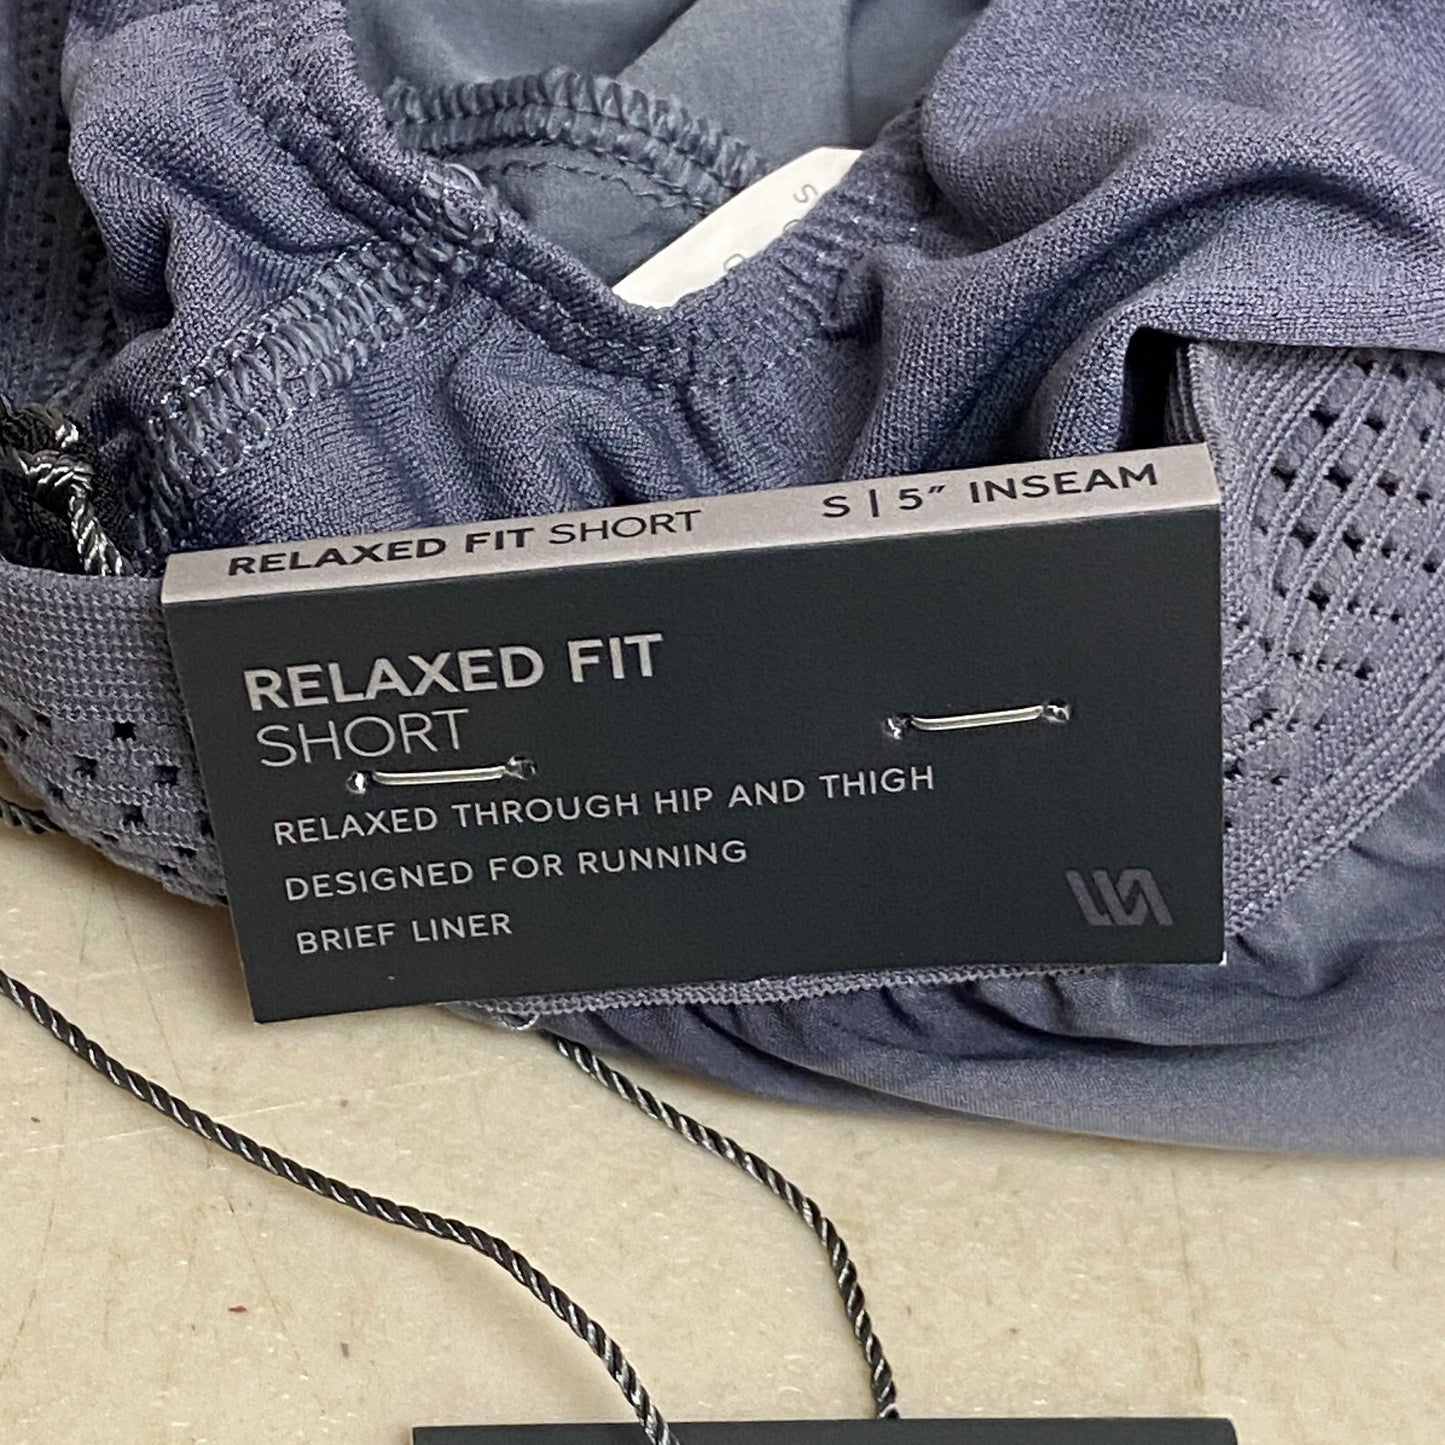 RELAXED FIT SHORT S | 5″ INSEAM
RELAXED FIT
SHORT
RELAXED THROUGH HIP AND THIGH
DESIGNED FOR RUNNING
BRIEF LINER